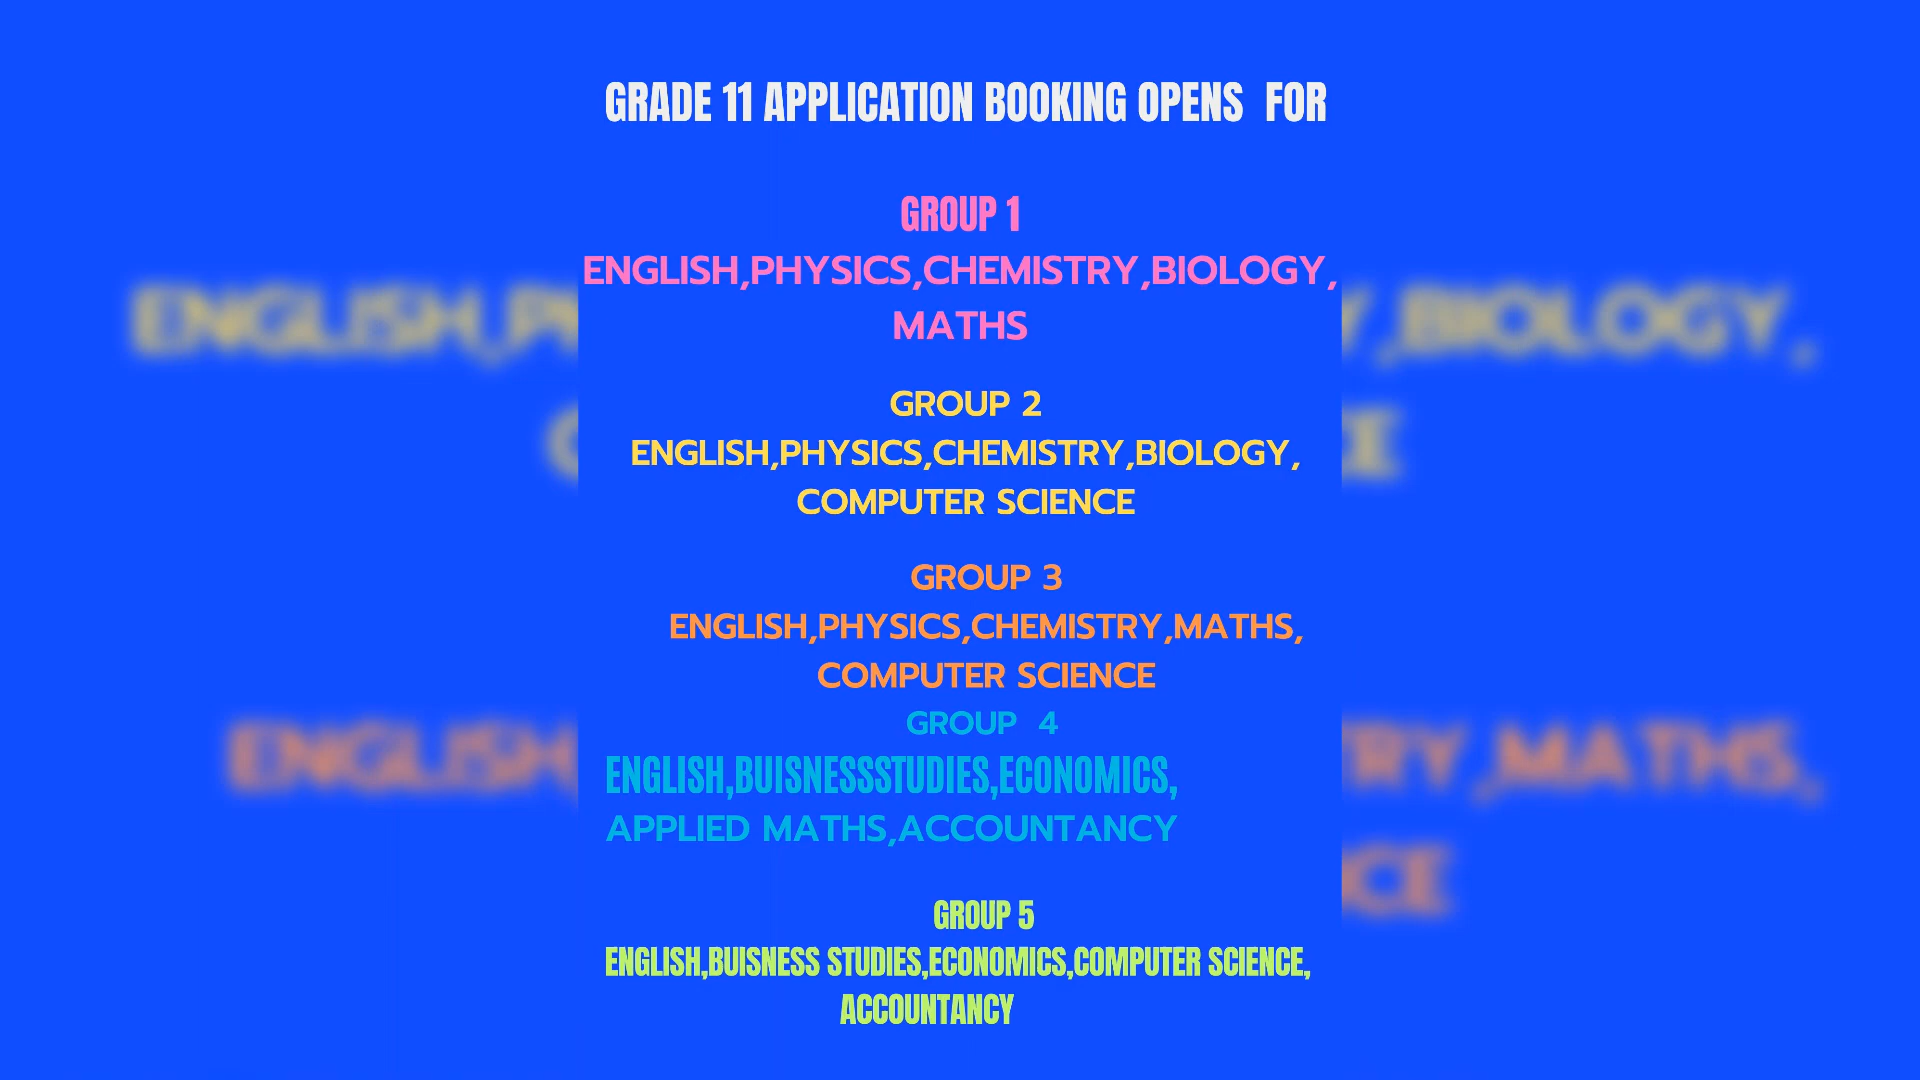 GRADE 11 APPLICATION BOOKING OPENS  FOR
GROUP 1
ENGLISH,PHYSICS,CHEMISTRY,BIOLOGY,
MATHS
GROUP 2
ENGLISH,PHYSICS,CHEMISTRY,BIOLOGY,
COMPUTER SCIENCE
GROUP 3
ENGLISH,PHYSICS,CHEMISTRY,MATHS,
COMPUTER SCIENCE
GROUP  4
ENGLISH,BUISNESSSTUDIES,ECONOMICS,
APPLIED MATHS,ACCOUNTANCY
GROUP 5
ENGLISH,BUISNESS STUDIES,ECONOMICS,COMPUTER SCIENCE,
ACCOUNTANCY